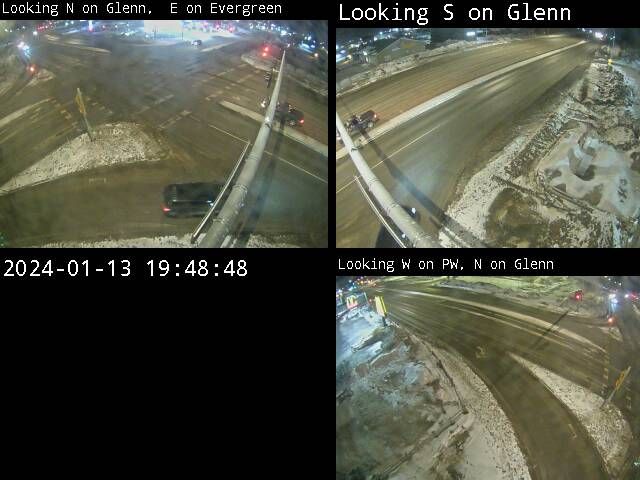 Looking N on Glenn,  E on Evergreen
Looking S on Glenn
2024-01-13 19:48:48
Looking W on PW, N on Glenn